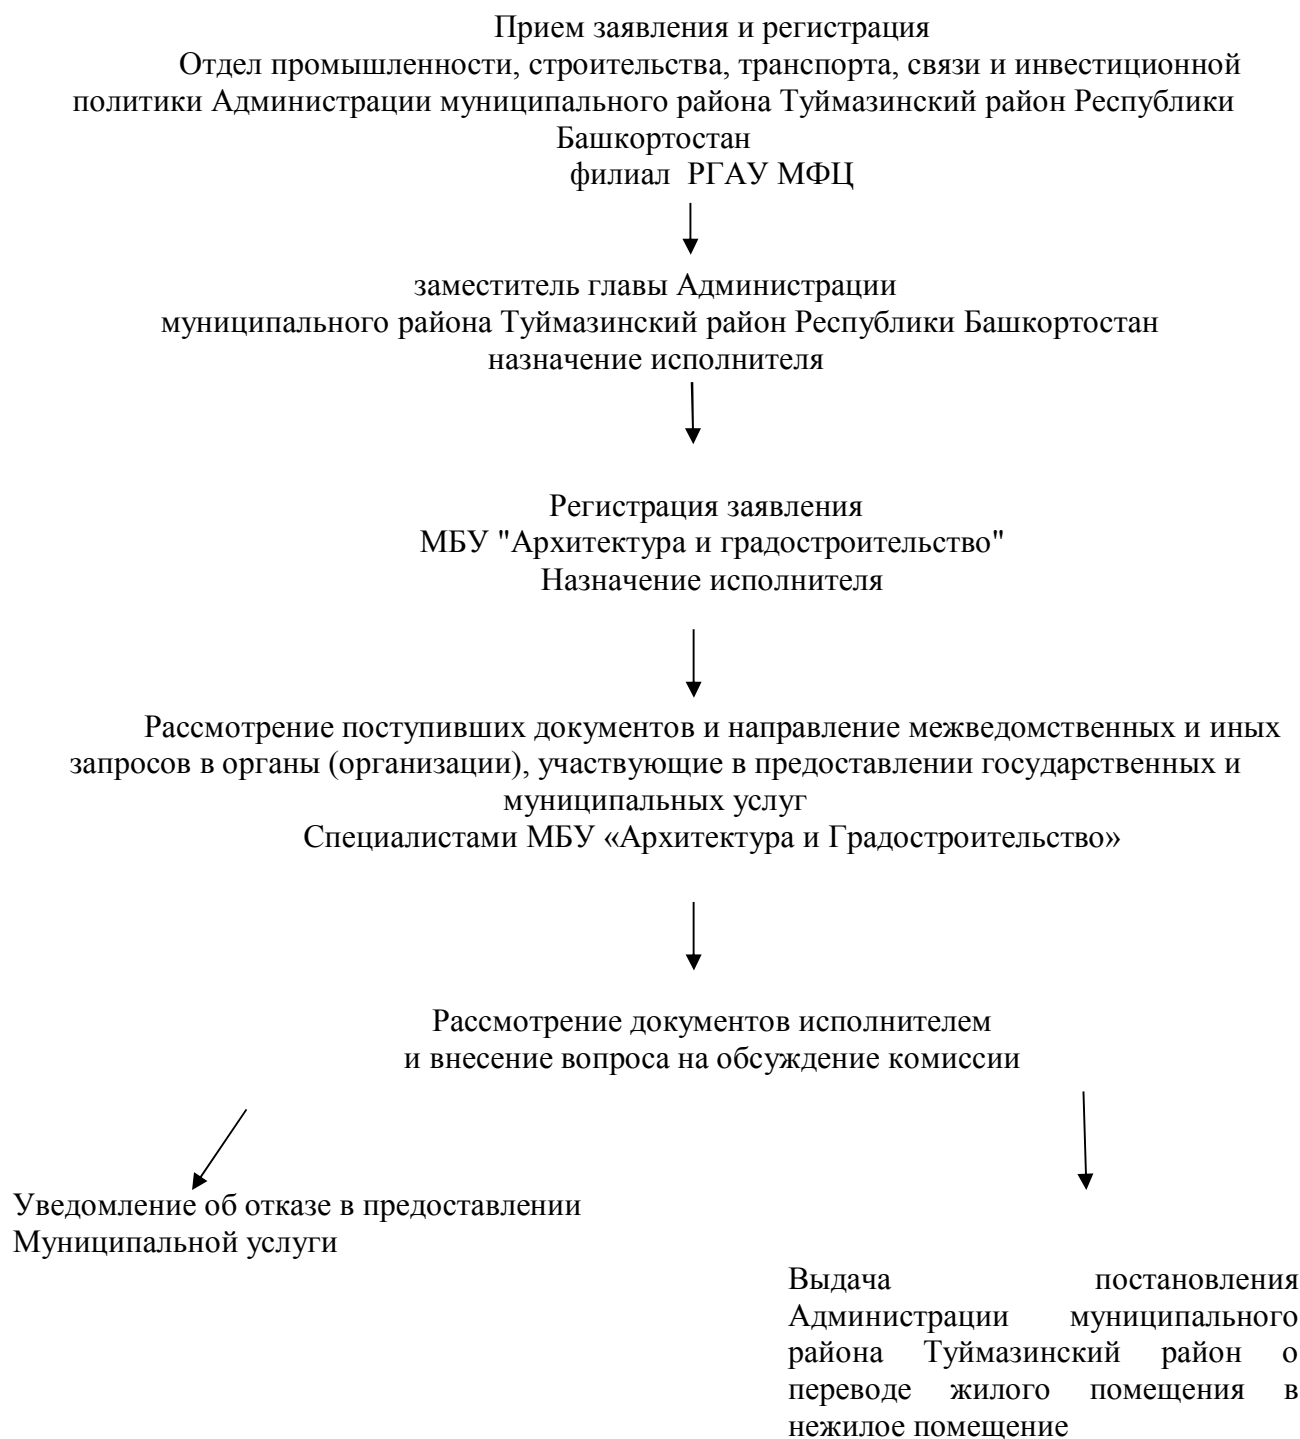 Прием заявления и регистрация
Отдел промышленности, строительства, транспорта, связи и инвестиционной
политики Администрации муниципального района Туймазинский район Республики
Башкортостан
филиал РГАУ МФЦ
заместитель главы Администрации
муниципального района Туймазинский район Республики Башкортостан
назначение исполнителя
Регистрация заявления
МБУ "Архитектура и градостроительство"
Назначение исполнителя
Рассмотрение поступивших документов и направление межведомственных и иных
запросов в органы (организации), участвующие в предоставлении государственных и
муниципальных услуг
Специалистами МБУ «Архитектура и Градостроительство»
Рассмотрение документов исполнителем
и внесение вопроса на обсуждение комиссии
Уведомление об отказе в предоставлении
Муниципальной услуги
Выдача постановления
Администрации муниципального
района Туймазинский район о
переводе жилого помещения в
нежилое помещение